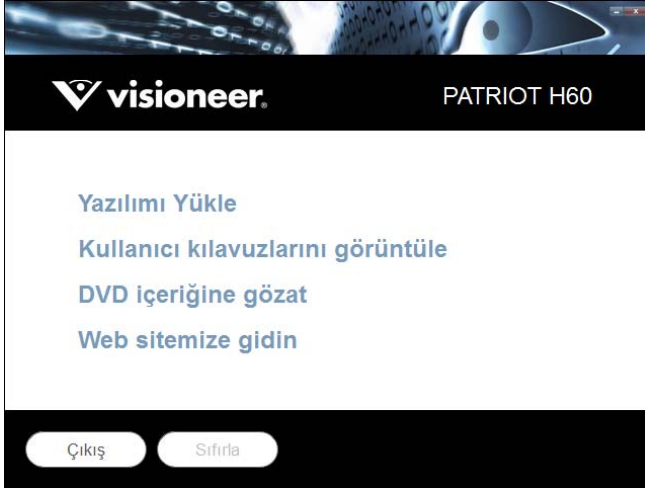 visioneer®
PATRIOT H60
Yazılımı Yükle
Kullanıcı kılavuzlarını görüntüle
DVD içeriğine gözat
Web sitemize gidin
Çıkış
Sıfırla